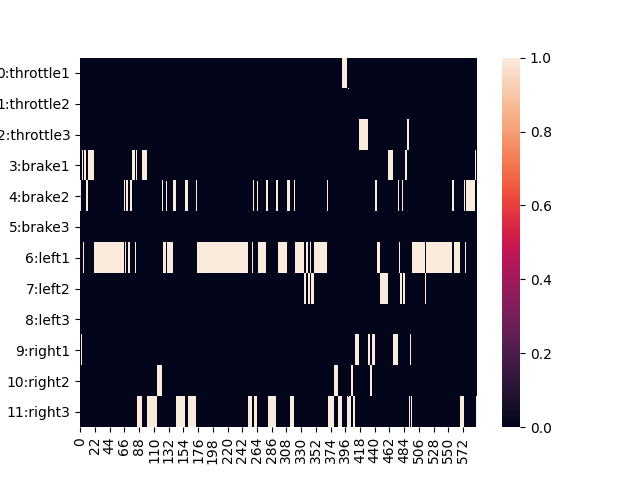 0:throttle1
1:throttle2
2:throttle3
3:brake1
4:brake2
5:brake3
6:left1
7:left2
8:left3
9:right1
10:right2
11:right3
0 22 44 66 88 110 132 154 176 198 220 242 264 286 308 330 352 374 396 418 440 462 484 506 528 550 572
1.0
0.8
0.6
0.4
0.2
0.0